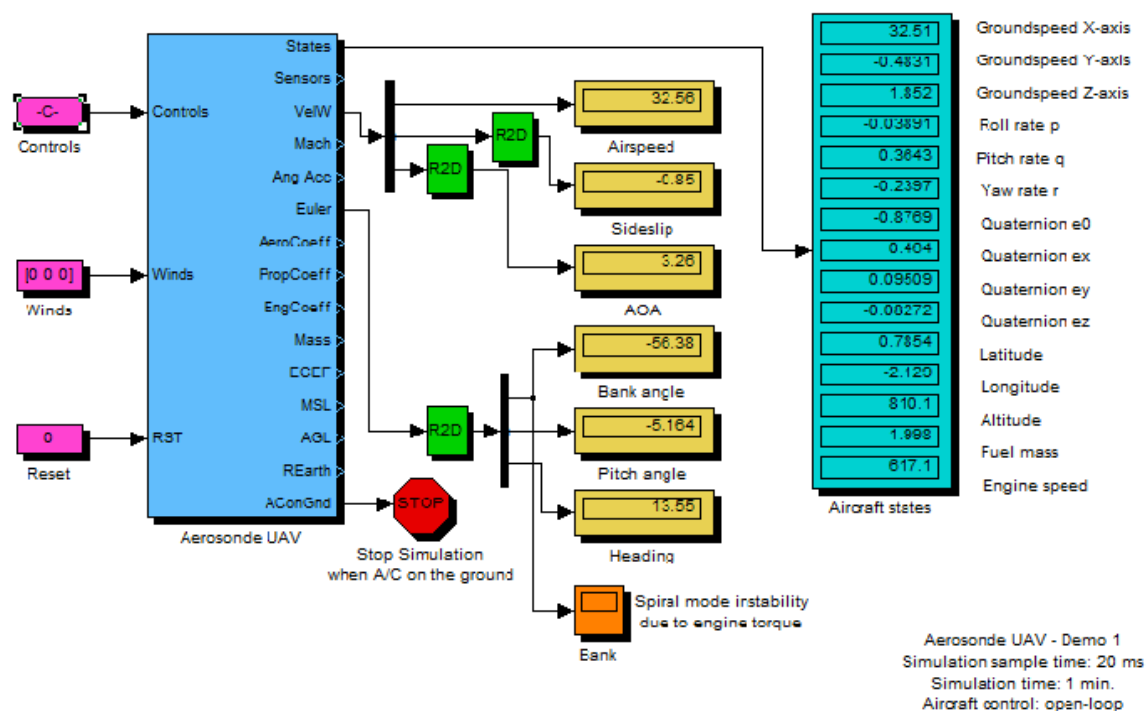 States
Sensors
VelW
Mach
Ang Acc
Euler
AeroCoeff
PropCoeff
EngCoeff
Mass
ECEF
MSL
AGL
REarth
AConGnd
Controls
Winds
RST
Aerosonde UAV
-C-
Controls
[0 0 0]
Winds
0
Reset
R2D
R2D
R2D
STOP
Stop Simulation
when A/C on the ground
32.56
Airspeed
-0.85
Sideslip
3.26
AOA
-56.38
Bank angle
-5.164
Pitch angle
13.55
Heading
Bank
Spiral mode instability
due to engine torque
32.51
-0.4831
1.852
-0.03891
0.3643
-0.2397
-0.8769
0.09509
-0.08272
0.7854
810.1
1.998
617.1
Aircraft states
Groundspeed X-axis
Groundspeed Y-axis
Groundspeed Z-axis
Roll rate p
Pitch rate q
Yaw rate r
Quaternion e0
Quaternion ex
Quaternion ey
Quaternion ez
Latitude
Longitude
Altitude
Fuel mass
Engine speed
Aerosonde UAV - Demo 1
Simulation sample time: 20 ms
Simulation time: 1 min.
Aircraft control: open-loop